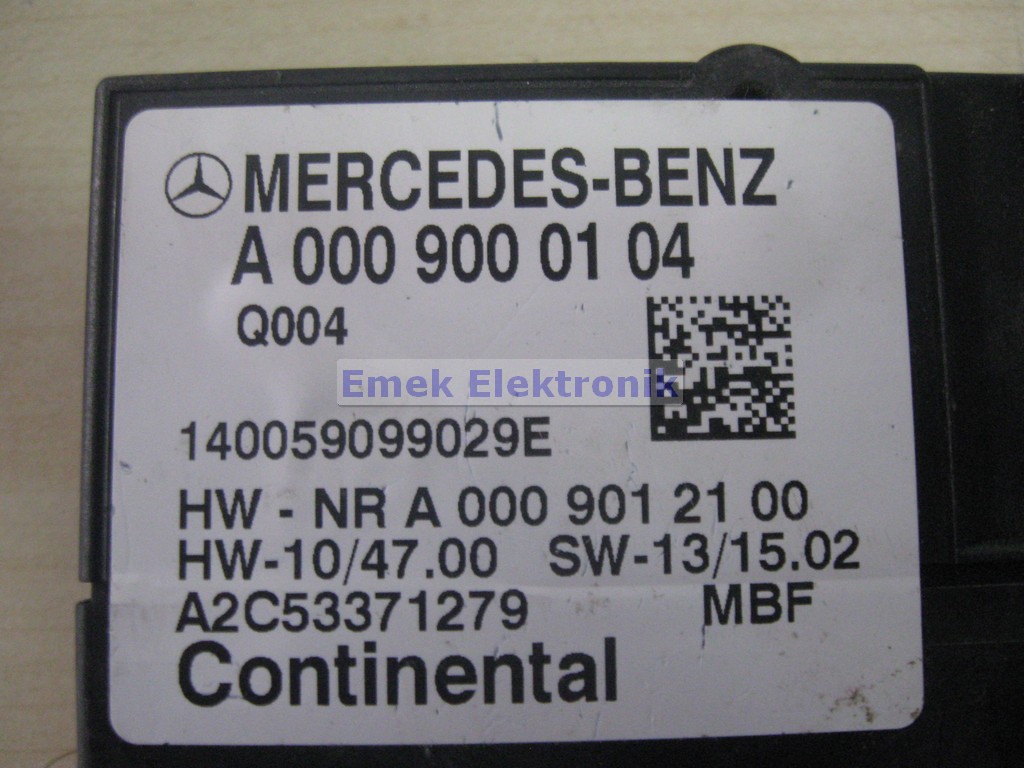 MERCEDES-BENZ
A 000 900 01 04
Q004
Emek Elektronik
140059099029E
HW - NR A 000 901 21 00
HW-10/47.00 SW-13/15.02
A2C53371279 MBF
Continental